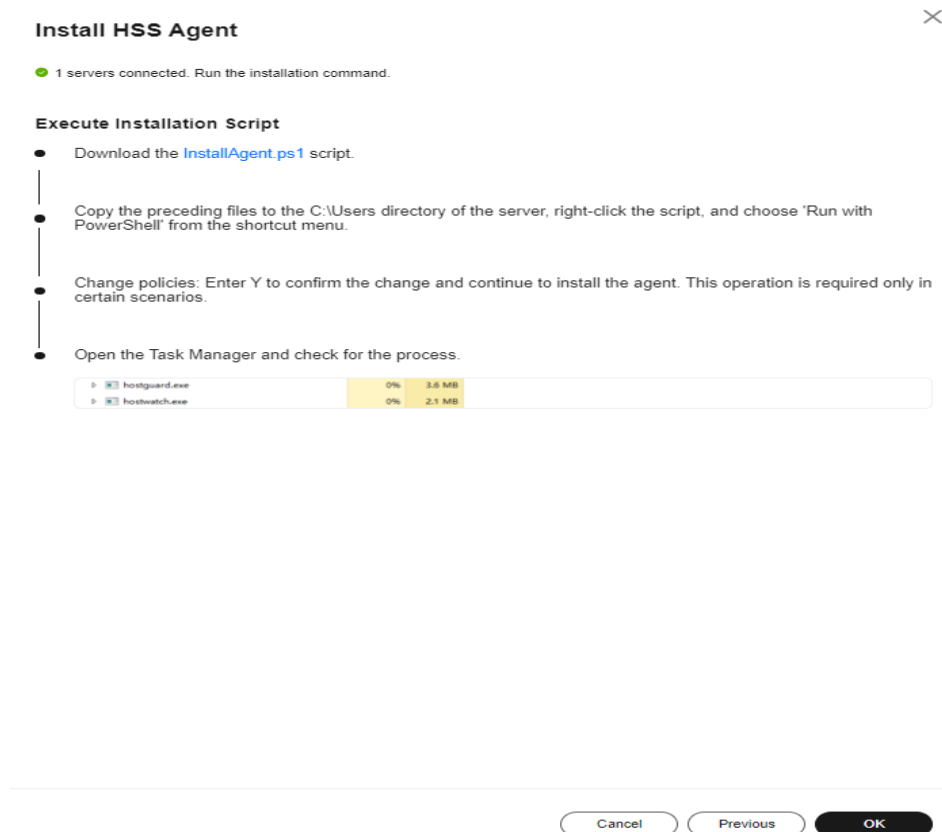 Install HSS Agent
1 servers connected. Run the installation command.
Execute Installation Script
Download the InstallAgent.ps1 script.
Copy the preceding files to the C:\Users directory of the server, right-click the script, and choose 'Run with
PowerShell' from the shortcut menu.
Change policies: Enter Y to confirm the change and continue to install the agent. This operation is required only in
certain scenarios.
Open the Task Manager and check for the process.
hostguard.exe 0% 3.6 MB
hostwatch.exe 0% 2.1 MB
Cancel Previous OK